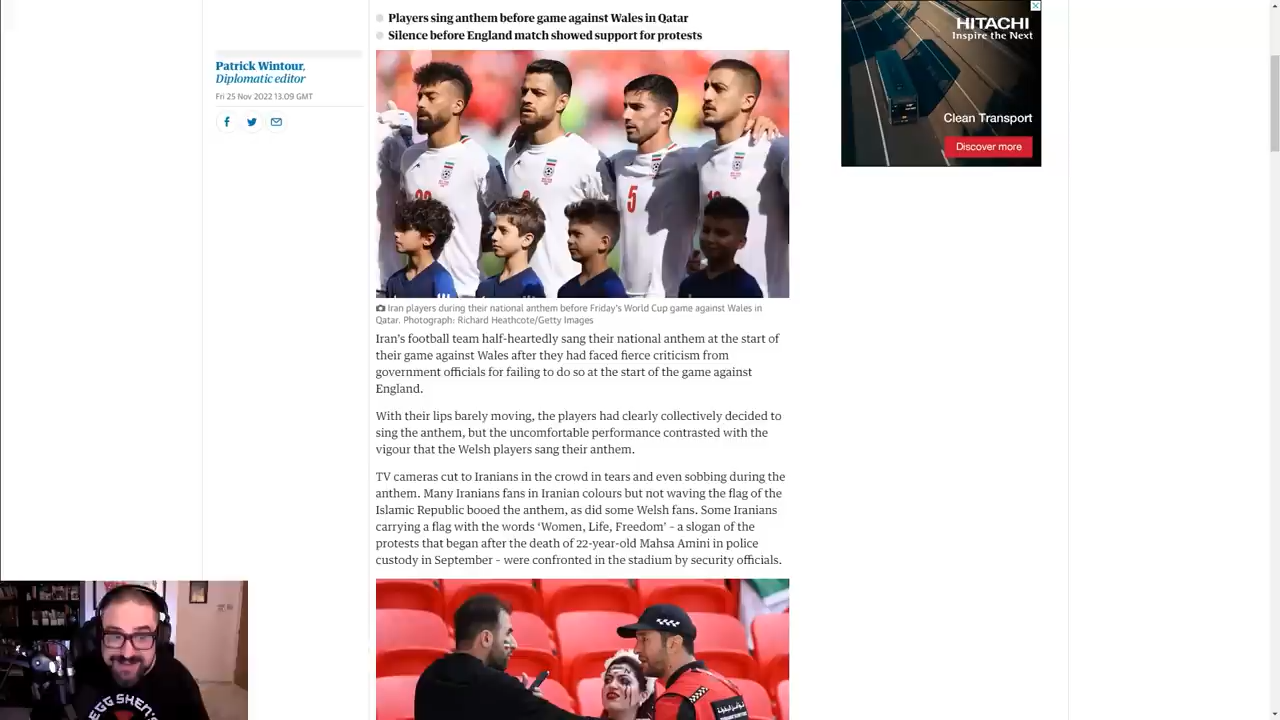 Players sing anthem before game against Wales in Qatar
Silence before England match showed support for protests
Patrick Wintour,
Diplomatic editor
Fri 25 Nov 2022 13.09 GMT
5
Iran players during their national anthem before Friday's World Cup game against Wales in
Qatar. Photograph: Richard Heathcote/Getty Images
Iran's football team half-heartedly sang their national anthem at the start of
their game against Wales after they had faced fierce criticism from
government officials for failing to do so at the start of the game against
England.
With their lips barely moving, the players had clearly collectively decided to
sing the anthem, but the uncomfortable performance contrasted with the
vigour that the Welsh players sang their anthem.
TV cameras cut to Iranians in the crowd in tears and even sobbing during the
anthem. Many Iranians fans in Iranian colours but not waving the flag of the
Islamic Republic booed the anthem, as did some Welsh fans. Some Iranians
carrying a flag with the words ‘Women, Life, Freedom’ – a slogan of the
protests that began after the death of 22-year-old Mahsa Amini in police
custody in September – were confronted in the stadium by security officials.
HITACHI
Inspire the Next
Clean Transport
Discover more